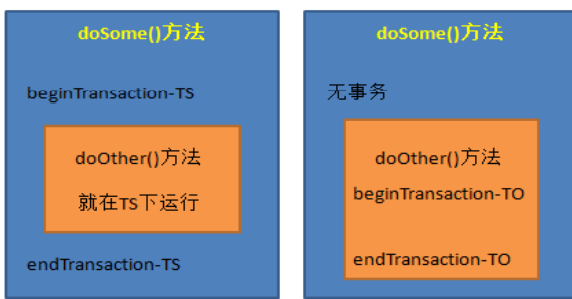 doSome()方法
beginTransaction-TS
doOther()方法
就在TS下运行
endTransaction-TS
doSome()方法
无事务
doOther()方法
beginTransaction-TO
endTransaction-TO